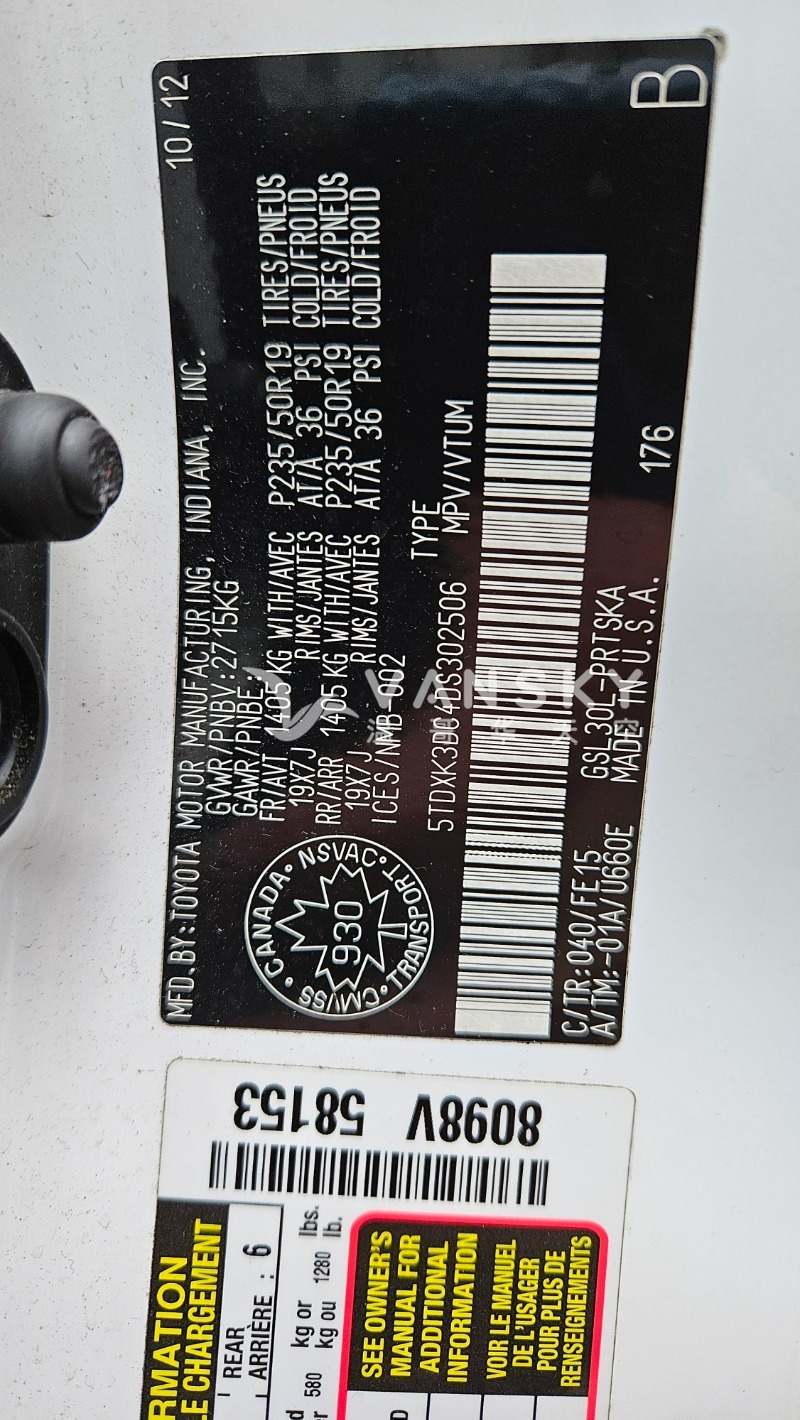 MFD.BY:TOYOTA MOTOR MANUFACTURING, INDIANA, INC. 10/12
GVWR/PNBV:2715KG
GAWR/PNBE:
FR/AVT 1405 KG WITH/AVEC P235/50R19 TIRES/PNEUS
19X7J RIMS/JANTES AT/A 36 PSI COLD/FROID
RR/ARR 1405 KG WITH/AVEC P235/50R19 TIRES/PNEUS
19X7J RIMS/JANTES AT/A 36 PSI COLD/FROID
ICES/NMB-002
CANADA • NSVAC • TRANSPORT • CMVSS
930
TYPE
MPV/VTUM
C/TR:040/FE15 GSL30L-PRTSKA 176
A/TM:-01A/U660E MADE IN U.S.A. B
YANSKY
58153
8098V
RMATION
E CHARGEMENT
REAR
ARRIÈRE : 6
580 kg or 1280 lbs.
kg ou lb.
SEE OWNER'S
MANUAL FOR
ADDITIONAL
INFORMATION
VOIR LE MANUEL
DE L'USAGER
POUR PLUS DE
RENSEIGNEMENTS